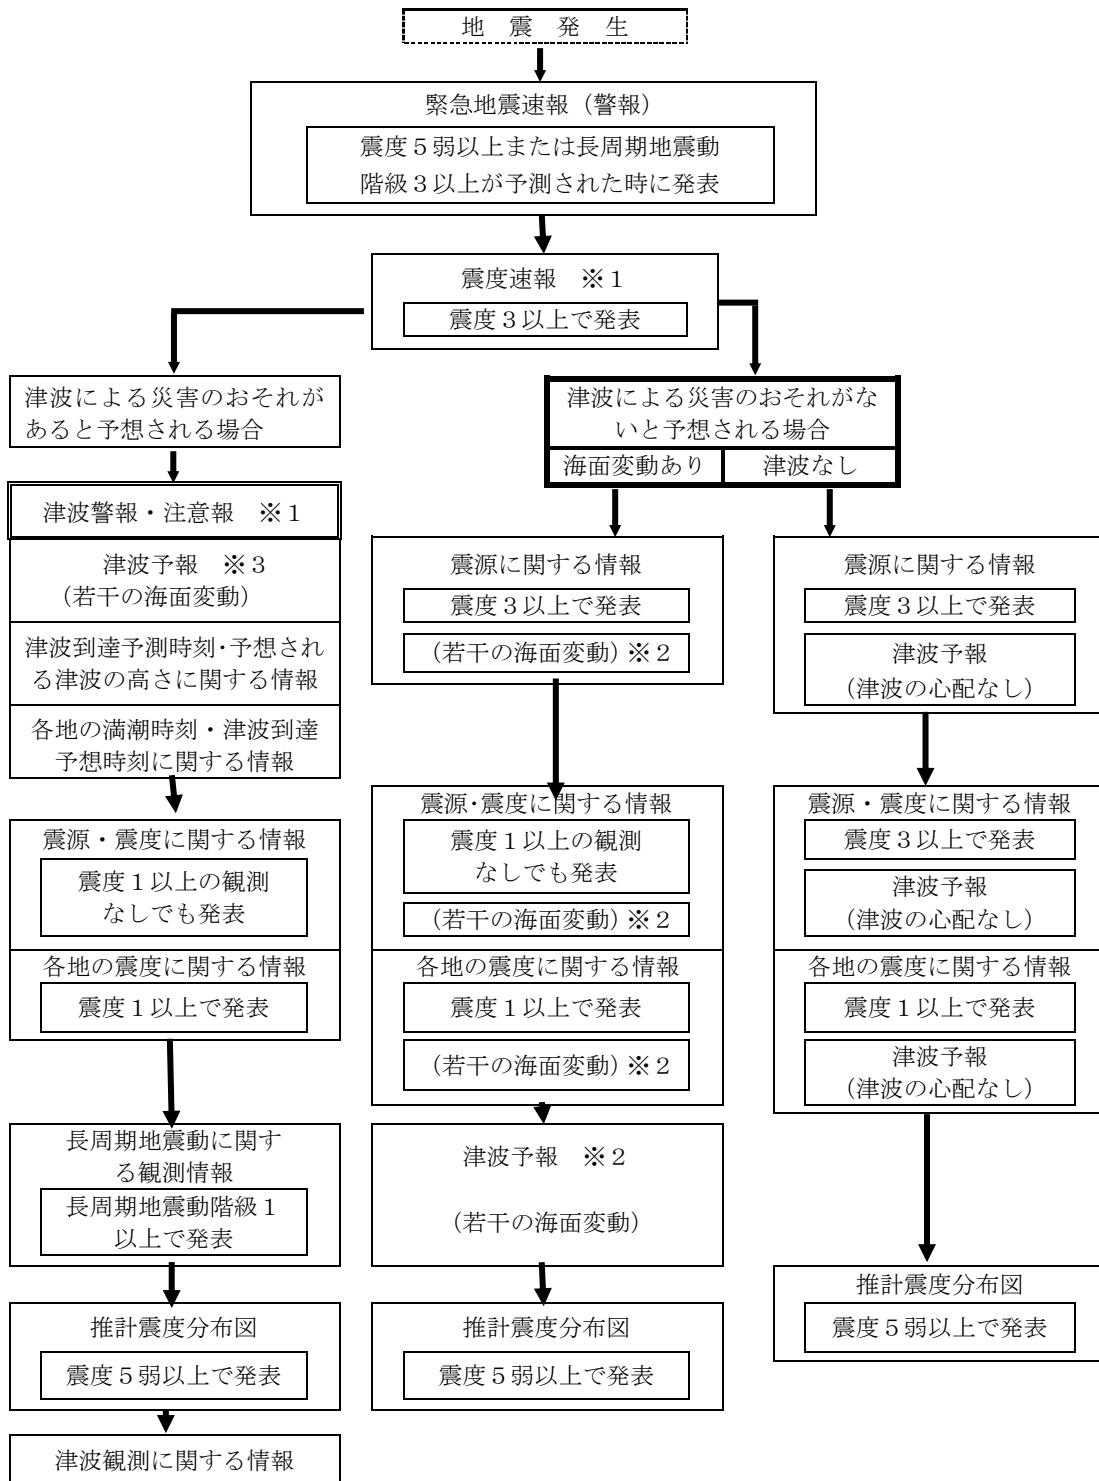 地　震　発　生
緊急地震速報（警報）
震度５弱以上または長周期地震動
階級３以上が予測された時に発表
震度速報　※１
震度３以上で発表
津波による災害のおそれが
あると予想される場合
津波警報・注意報　※１
津波予報　※３
（若干の海面変動）
津波到達予測時刻・予想され
る津波の高さに関する情報
各地の満潮時刻・津波到達
予想時刻に関する情報
震源・震度に関する情報
震度１以上の観測
なしでも発表
各地の震度に関する情報
震度１以上で発表
長周期地震動に関す
る観測情報
長周期地震動階級１
以上で発表
推計震度分布図
震度５弱以上で発表
津波観測に関する情報
津波による災害のおそれがな
いと予想される場合
海面変動あり
津波なし
震源に関する情報
震度３以上で発表
（若干の海面変動）※２
震源・震度に関する情報
震度１以上の観測
なしでも発表
（若干の海面変動）※２
各地の震度に関する情報
震度１以上で発表
（若干の海面変動）※２
津波予報　※２
（若干の海面変動）
推計震度分布図
震度５弱以上で発表
震源に関する情報
震度３以上で発表
津波予報
（津波の心配なし）
震源・震度に関する情報
震度３以上で発表
津波予報
（津波の心配なし）
各地の震度に関する情報
震度１以上で発表
津波予報
（津波の心配なし）
推計震度分布図
震度５弱以上で発表